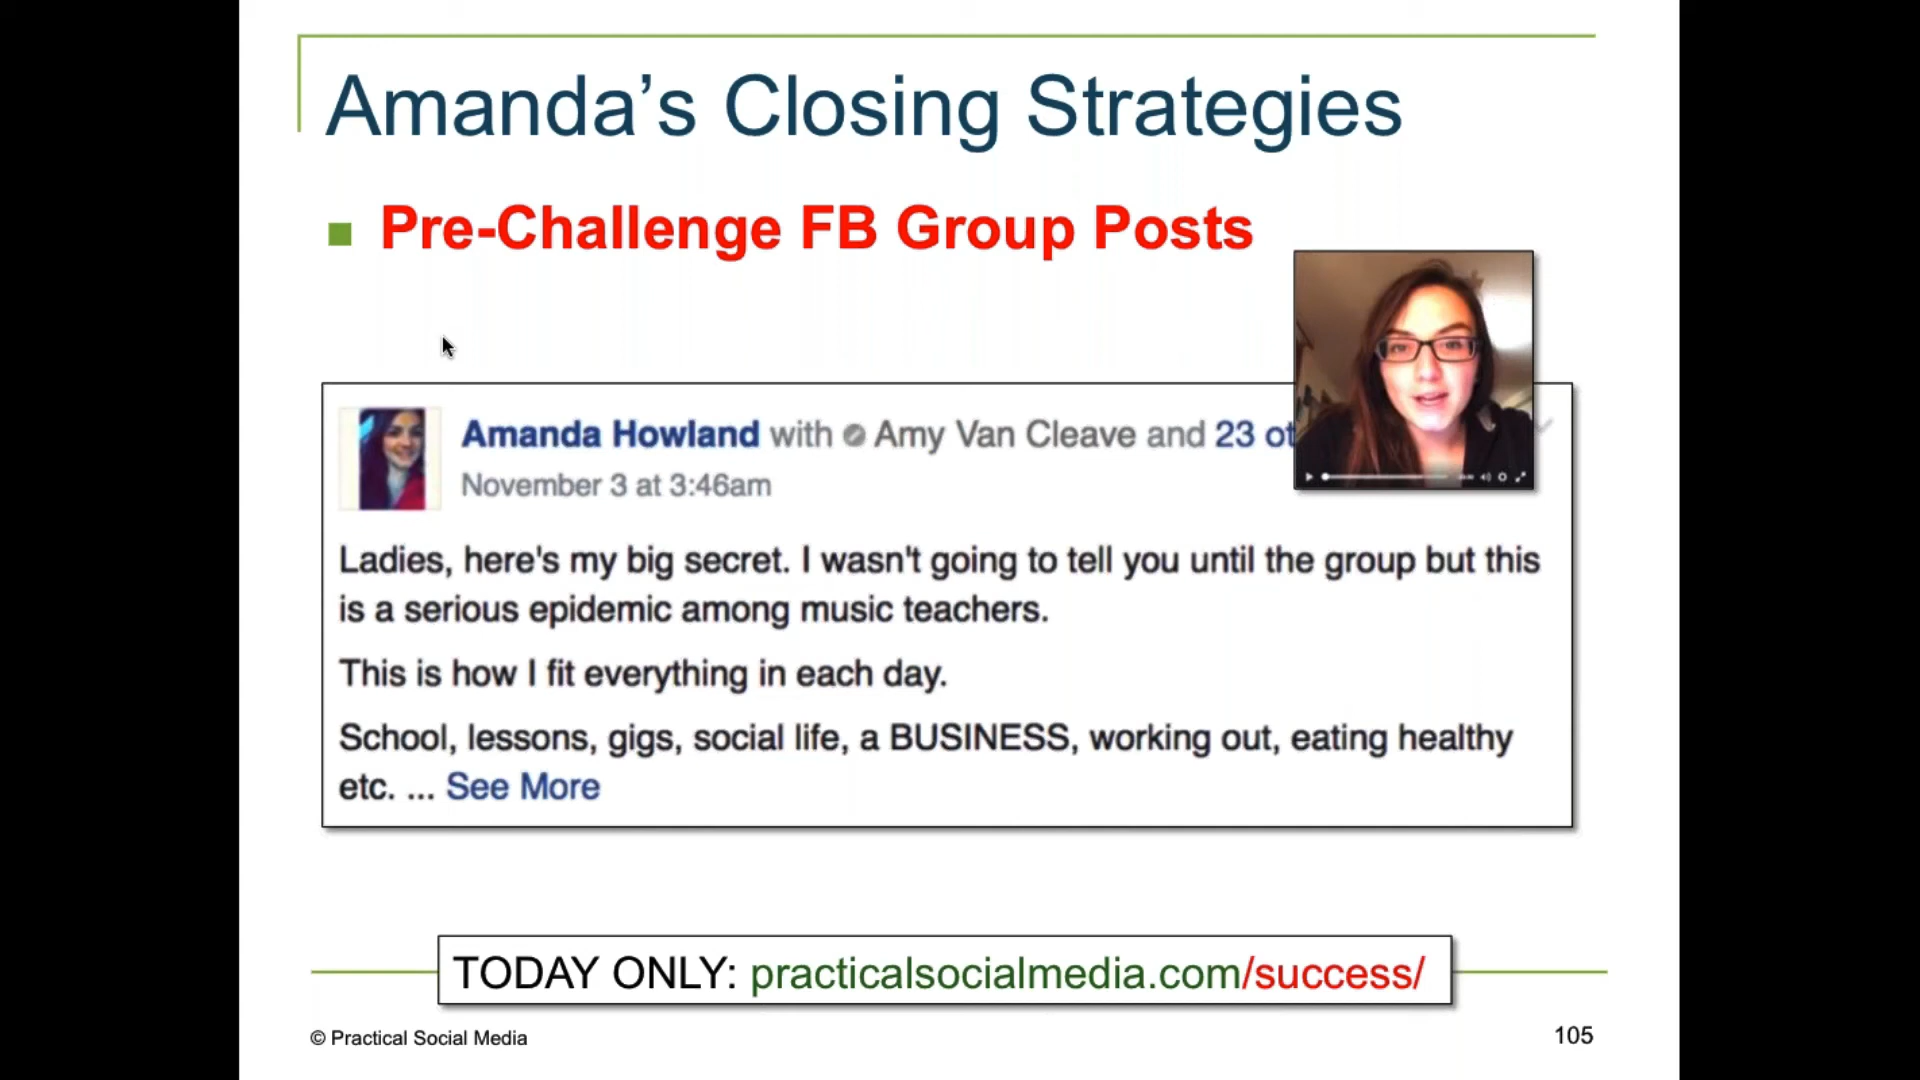 Amanda’s Closing Strategies
Pre-Challenge FB Group Posts
Amanda Howland with Amy Van Cleave and 23 ot
November 3 at 3:46am
Ladies, here's my big secret. I wasn't going to tell you until the group but this
is a serious epidemic among music teachers.
This is how I fit everything in each day.
School, lessons, gigs, social life, a BUSINESS, working out, eating healthy
etc. ... See More
TODAY ONLY: practicalsocialmedia.com/success/
© Practical Social Media
105